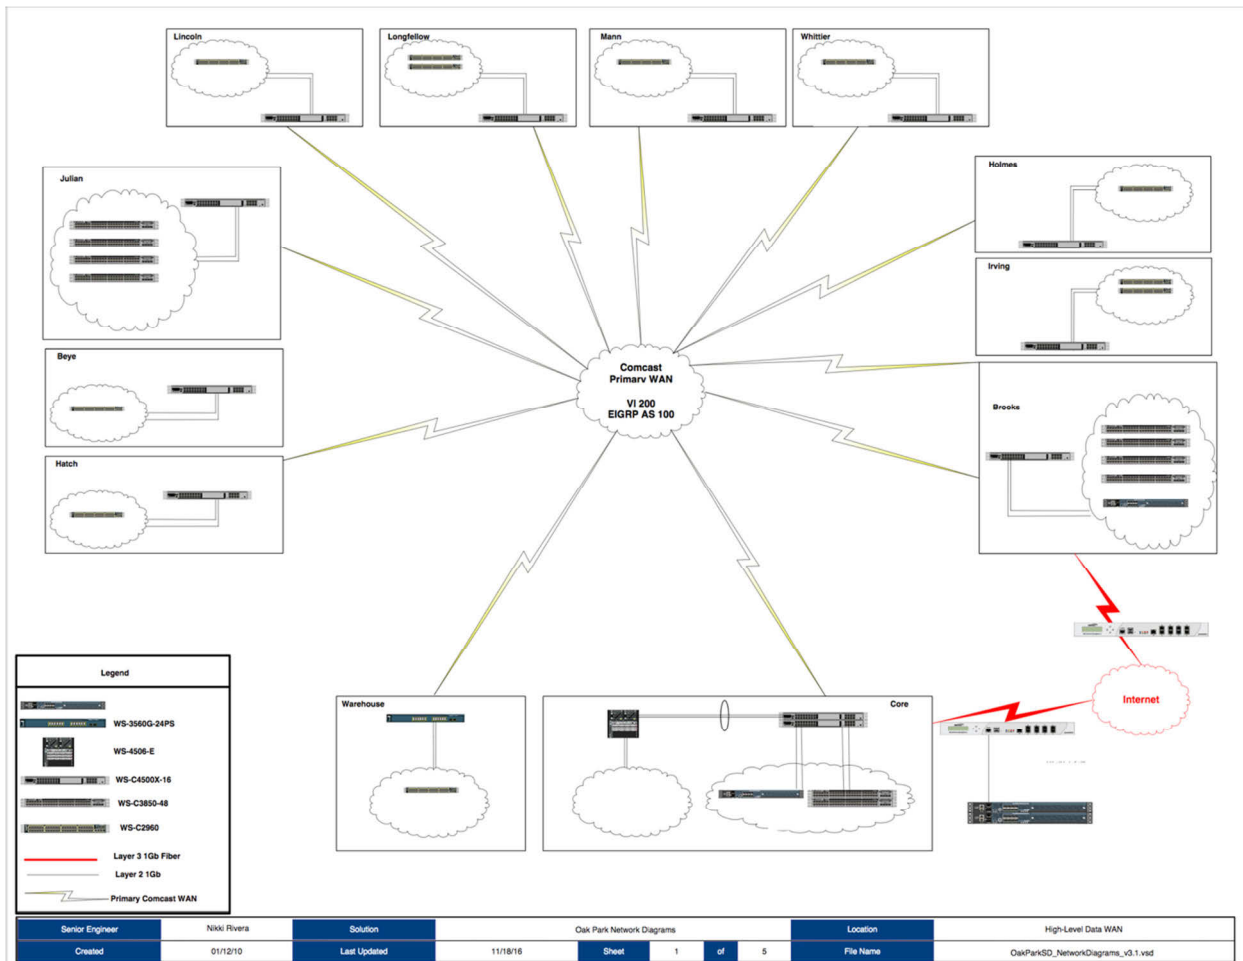 Lincoln
Longfellow
Mann
Whittier
Julian
Holmes
Irving
Beye
Comcast
Primary WAN
VI 200
EIGRP AS 100
Brooks
Hatch
Legend
WS-3560G-24PS
WS-4506-E
WS-C4500X-16
WS-C3850-48
WS-C2960
Layer 3 1Gb Fiber
Layer 2 1Gb
Primary Comcast WAN
Warehouse
Core
Internet
Senior Engineer Nikki Rivera Solution Oak Park Network Diagrams Location High-Level Data WAN
Created 01/12/10 Last Updated 11/18/16 Sheet 1 of 5 File Name OakParkSD_NetworkDiagrams_v3.1.vsd